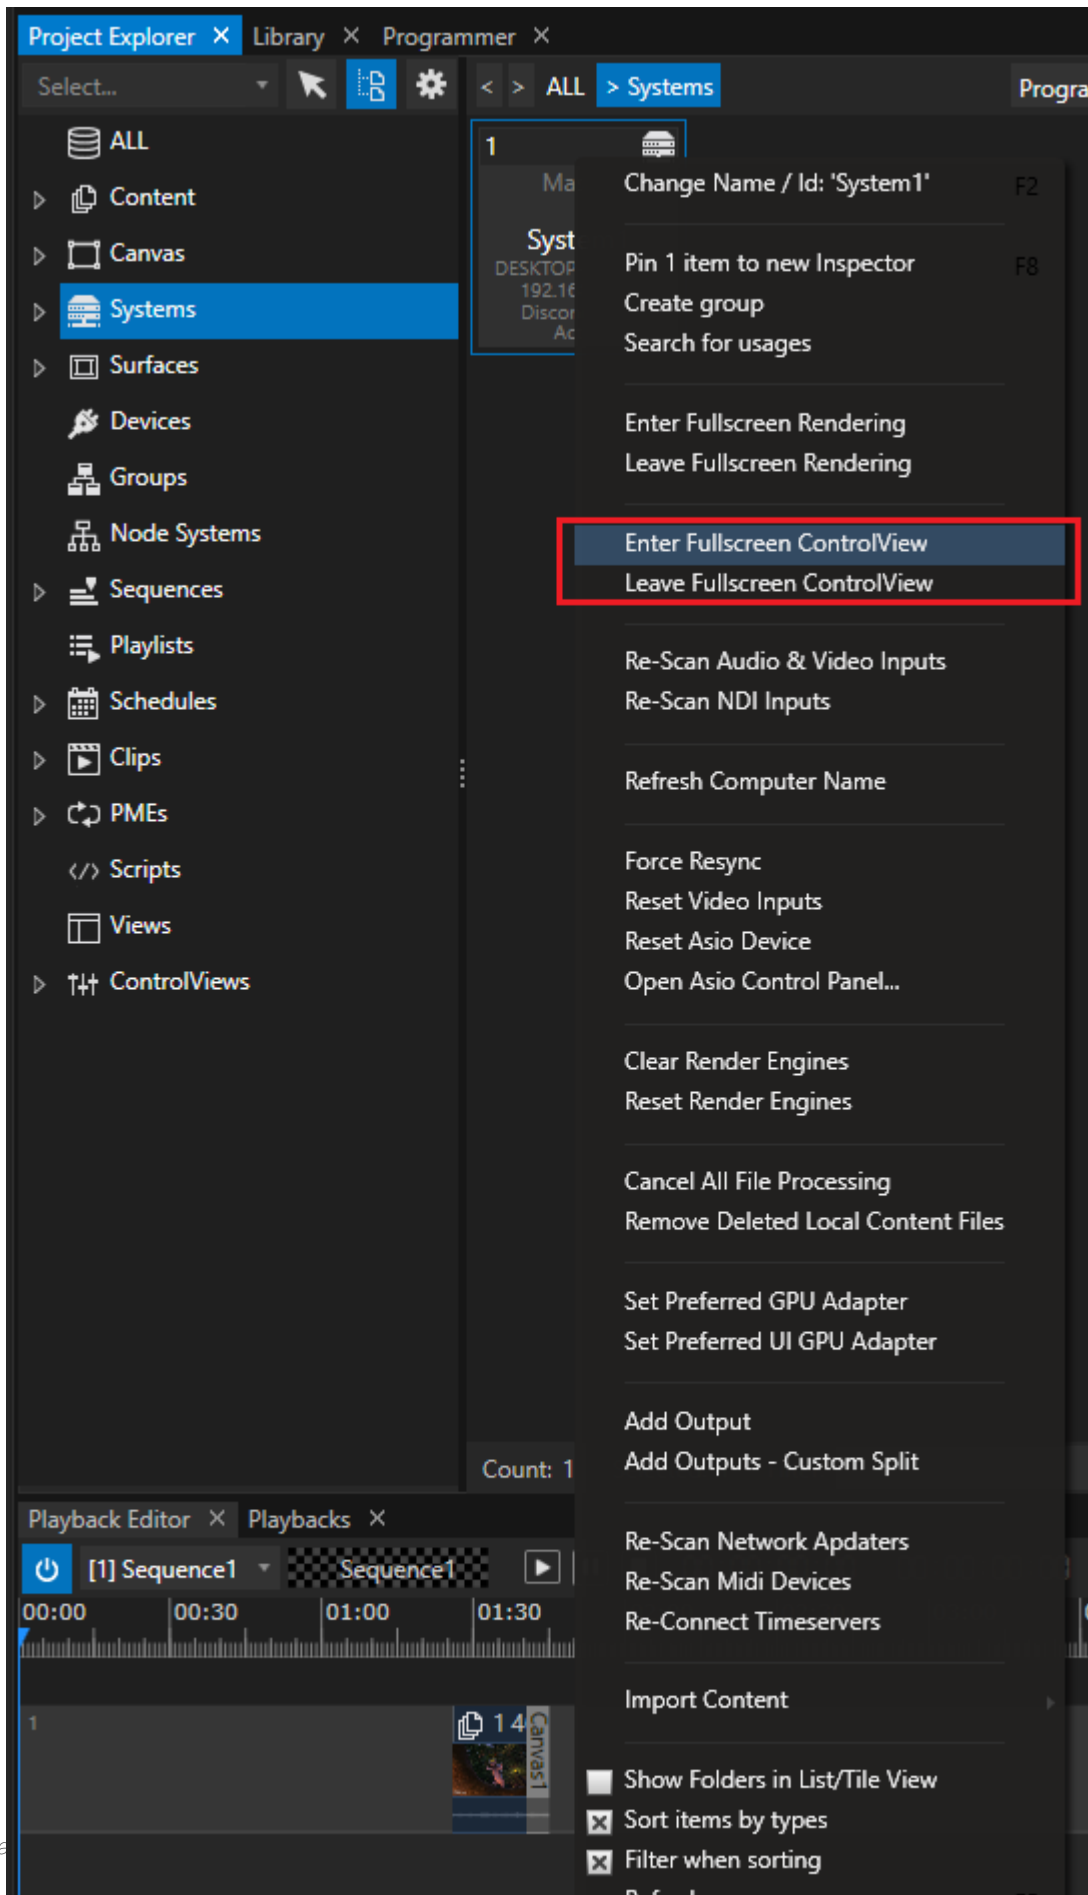 Project Explorer Library Programmer
Select... < > ALL > Systems
ALL
Content
Canvas
Systems
Surfaces
Devices
Groups
Node Systems
Sequences
Playlists
Schedules
Clips
PMEs
Scripts
Views
ControlViews
1
DESKTOP
192.16
Count: 1
Change Name / Id: 'System1' F2
Pin 1 item to new Inspector F8
Create group
Search for usages
Enter Fullscreen Rendering
Leave Fullscreen Rendering
Enter Fullscreen ControlView
Leave Fullscreen ControlView
Re-Scan Audio & Video Inputs
Re-Scan NDI Inputs
Refresh Computer Name
Force Resync
Reset Video Inputs
Reset Asio Device
Open Asio Control Panel...
Clear Render Engines
Reset Render Engines
Cancel All File Processing
Remove Deleted Local Content Files
Set Preferred GPU Adapter
Set Preferred UI GPU Adapter
Add Output
Add Outputs - Custom Split
Re-Scan Network Apdaters
Re-Scan Midi Devices
Re-Connect Timeservers
Import Content
Show Folders in List/Tile View
Sort items by types
Filter when sorting
Playback Editor Playbacks
[1] Sequence1 Sequence1
00:00 00:30 01:00 01:30
1
1 4
Canvas1